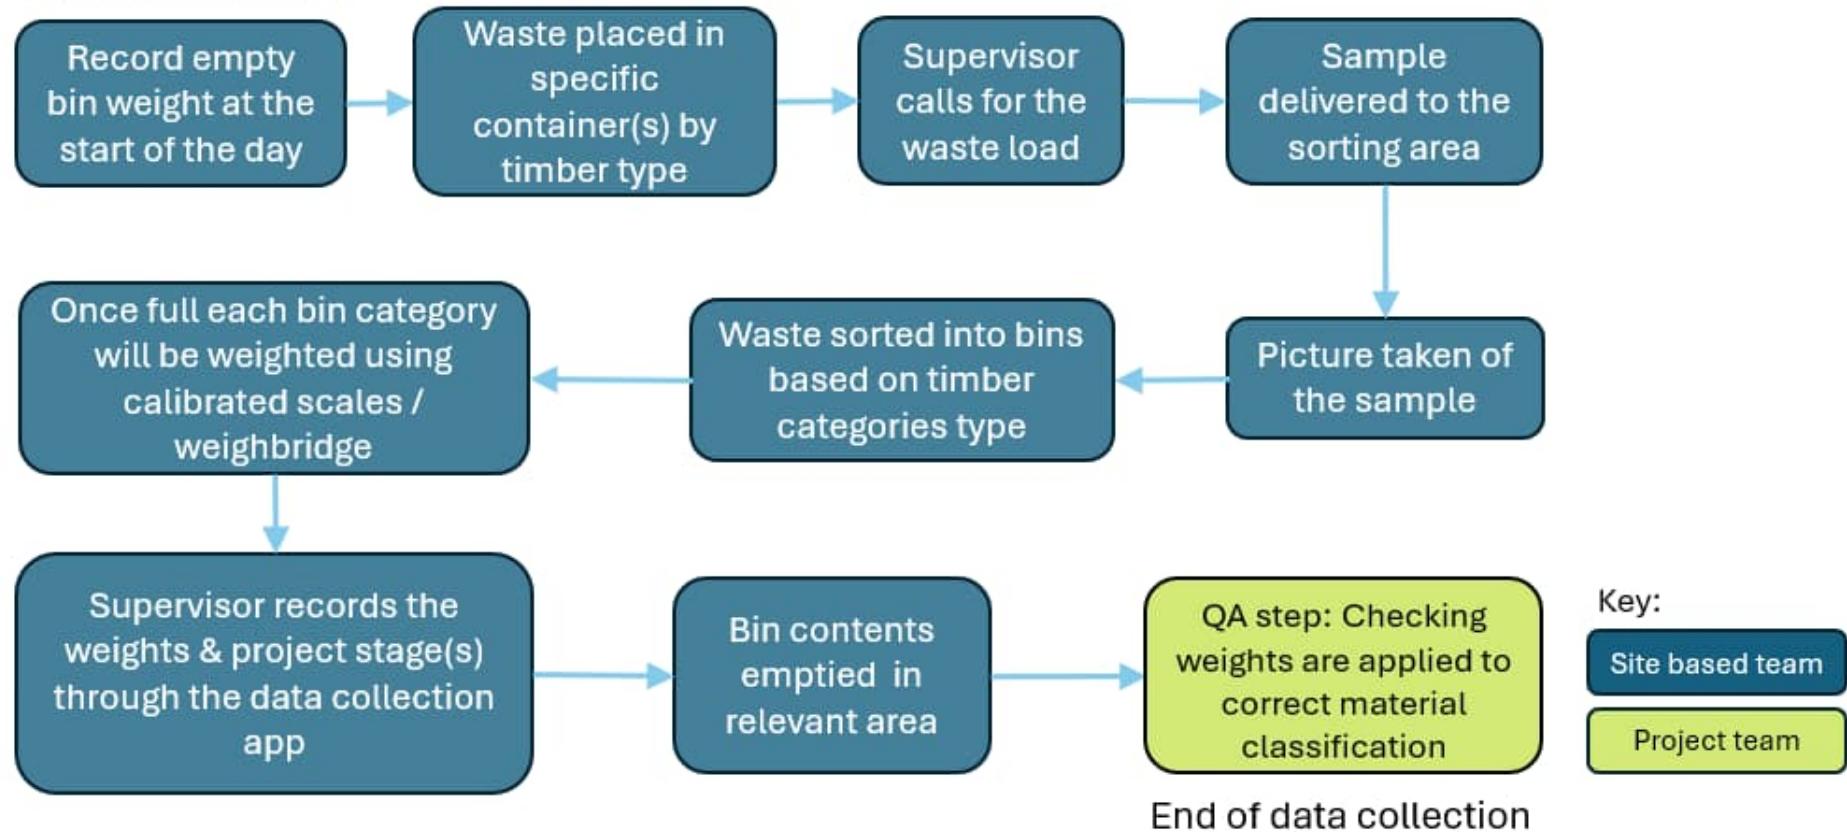 Record empty
bin weight at the
start of the day
Waste placed in
specific
container(s) by
timber type
Supervisor
calls for the
waste load
Sample
delivered to the
sorting area
Picture taken of
the sample
Waste sorted into bins
based on timber
categories type
Once full each bin category
will be weighted using
calibrated scales /
weighbridge
Supervisor records the
weights & project stage(s)
through the data collection
app
Bin contents
emptied in
relevant area
QA step: Checking
weights are applied to
correct material
classification
End of data collection
Key:
Site based team
Project team